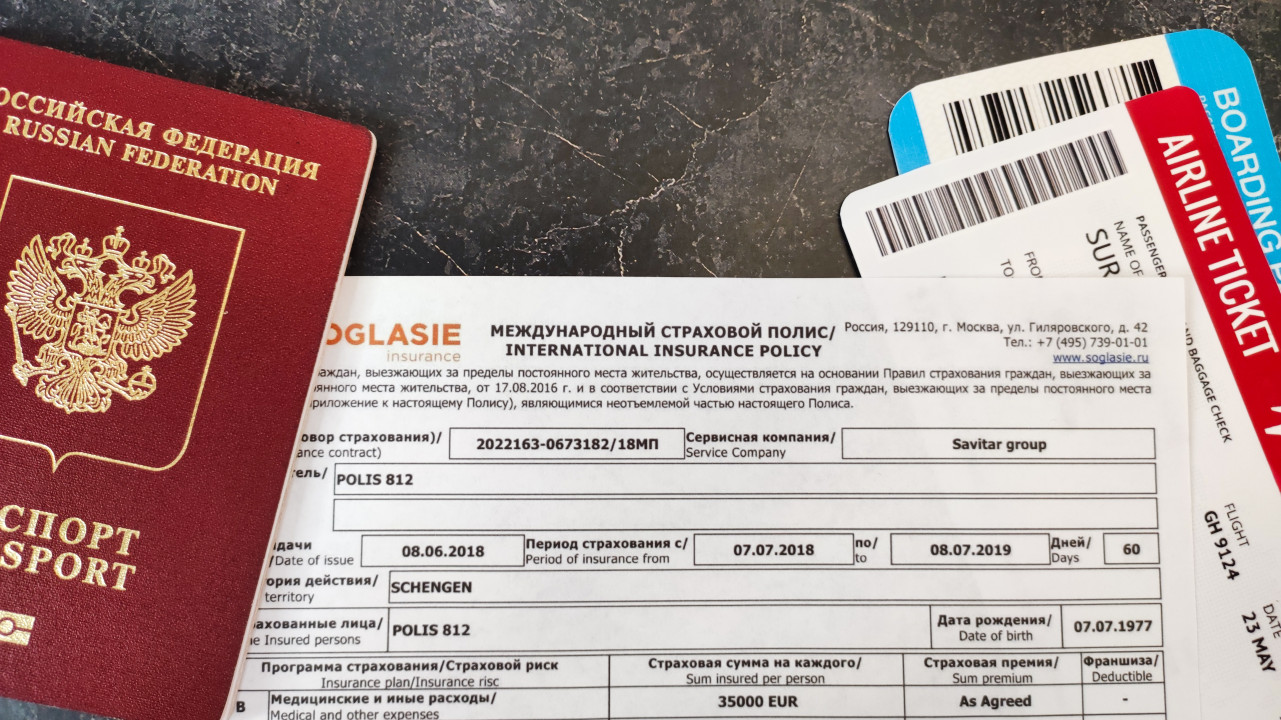 ОССИЙСКАЯ ФЕДЕРАЦИЯ
RUSSIAN FEDERATION
СПОРТ
SPORT
OGLASIE
insurance
МЕЖДУНАРОДНЫЙ СТРАХОВОЙ ПОЛИС/
INTERNATIONAL INSURANCE POLICY
Россия, 129110, г. Москва, ул. Гиляровского, д. 42
Тел.: +7 (495) 739-01-01
www.soglasie.ru
аждан, выезжающих за пределы постоянного места жительства, осуществляется на основании Правил страхования граждан, выезжающих за
янного места жительства, от 17.08.2016 г. и в соответствии с Условиями страхования граждан, выезжающих за пределы постоянного места
риложение к настоящему Полису), являющимися неотъемлемой частью настоящего Полиса.
овор страхования)/
ance contract)
2022163-0673182/18МП
Сервисная компания/
Service Company
Savitar group
ель/
POLIS 812
дачи
/Date of issue
08.06.2018
Период страхования с/
Period of insurance from
07.07.2018
по/
to
08.07.2019
Дней/
Days
60
ория действия/
territory
SCHENGEN
ахованные лица/
e Insured persons
POLIS 812
Дата рождения/
Date of birth
07.07.1977
Программа страхования/Страховой риск
Insurance plan/Insurance risc
Страховая сумма на каждого/
Sum insured per person
Страховая премия/
Sum premium
Франшиза/
Deductible
B
Медицинские и иные расходы/
Medical and other expenses
35000 EUR
As Agreed
-
BOARDING
AIRLINE TICKET
PASSENGER
NAME OF
SUR
FRO
TO
ND BAGGAGE CHECK
FLIGHT
GH 9124
DATE
23 MAY